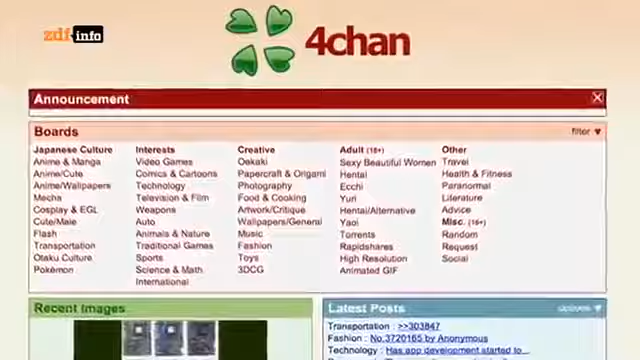 zdf info
4chan
Announcement
Boards
filter ▼
Japanese Culture
Anime & Manga
Anime/Cute
Anime/Wallpapers
Mecha
Cosplay & EGL
Cute/Male
Flash
Transportation
Otaku Culture
Pokémon
Interests
Video Games
Comics & Cartoons
Technology
Television & Film
Weapons
Auto
Animals & Nature
Traditional Games
Sports
Science & Math
International
Creative
Oekaki
Papercraft & Origami
Photography
Food & Cooking
Artwork/Critique
Wallpapers/General
Music
Fashion
Toys
3DCG
Adult (18+)
Sexy Beautiful Women
Hentai
Ecchi
Yuri
Hentai/Alternative
Yaoi
Torrents
Rapidshares
High Resolution
Animated GIF
Other
Travel
Health & Fitness
Paranormal
Literature
Advice
Misc. (18+)
Random
Request
Social
Recent Images
Latest Posts
options ▼
Transportation : >>303847
Fashion : No.3720165 by Anonymous
Technology : Has app development started to...